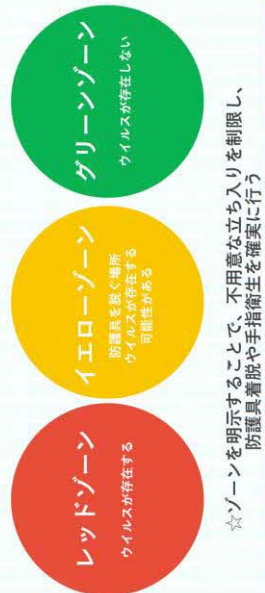 レッドゾーン
ウイルスが存在する
イエローゾーン
防護具を脱ぐ場所
ウイルスが存在する
可能性がある
グリーンゾーン
ウイルスが存在しない
☆ゾーンを明示することで、不用意な立ち入りを制限し、
防護具着脱や手指衛生を確実に行う